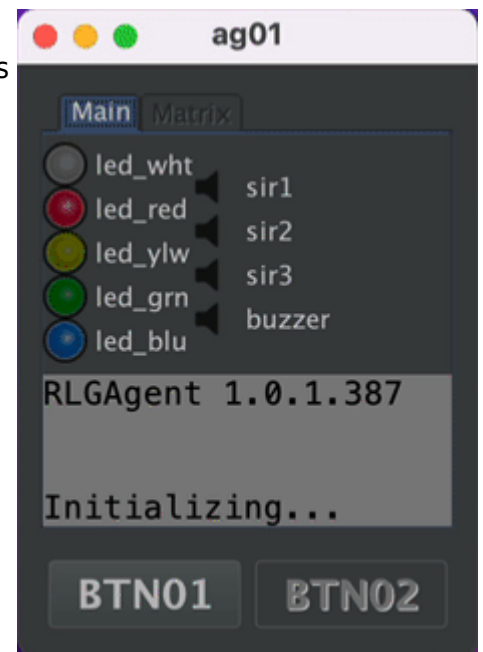 ag01
s
Main Matrix
led_wht
sir1
led_red
sir2
led_ylw
sir3
led_grn
buzzer
led_blu
RLGAgent 1.0.1.387
Initializing...
BTN01 BTN02